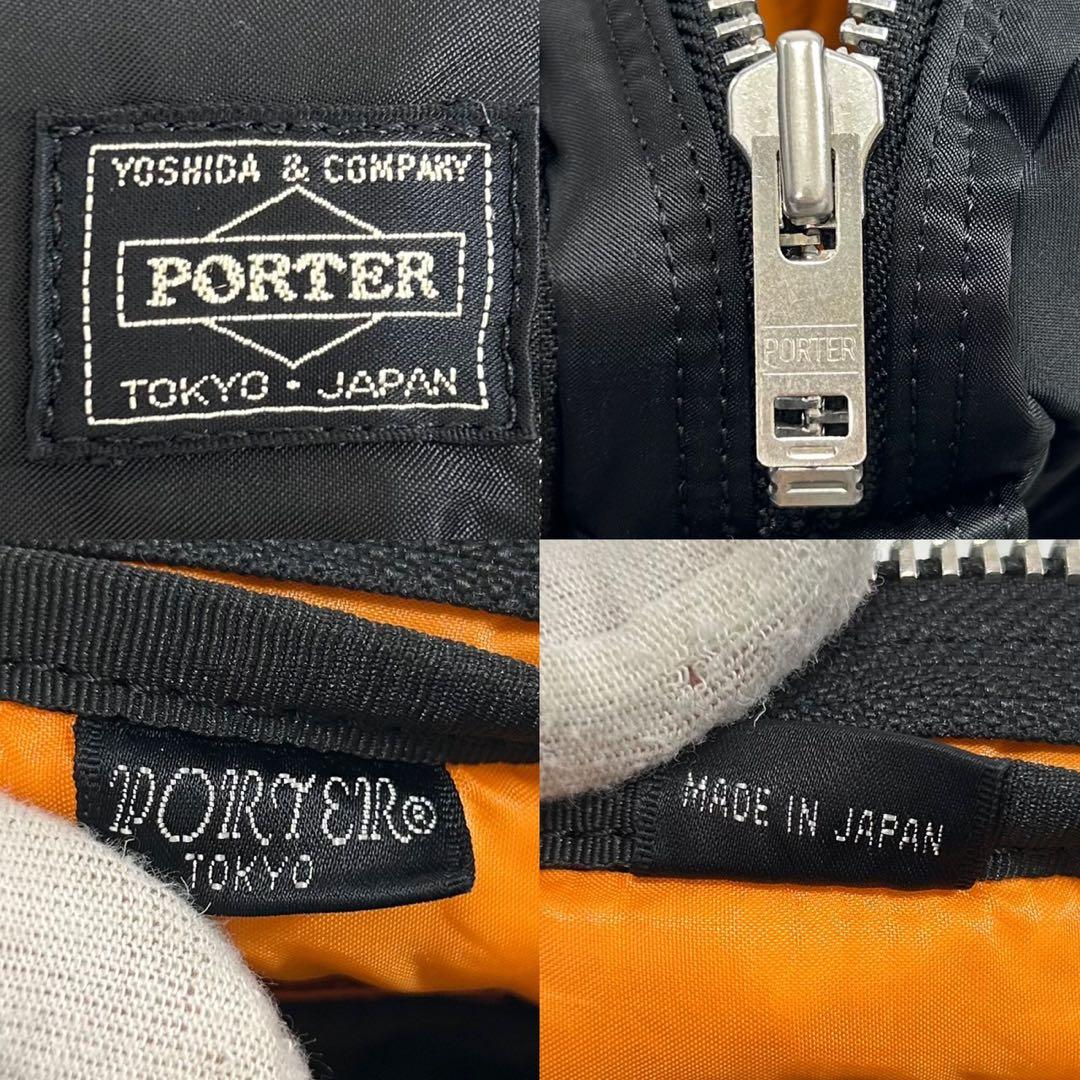 YOSHIDA & COMPANY
PORTER
TOKYO · JAPAN
PORTER
PORTER®
TOKYO
MADE IN JAPAN